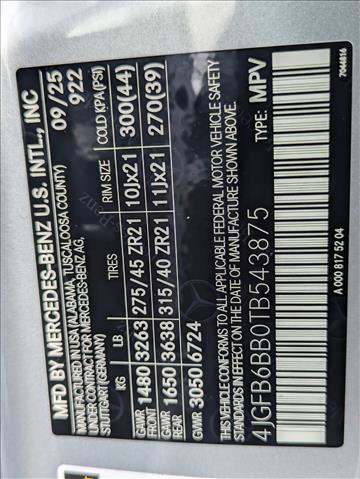 MFD BY MERCEDES-BENZ U.S. INTL., INC
MANUFACTURED IN USA (ALABAMA, TUSCALOOSA COUNTY) 09/25
UNDER CONTRACT FROM MERCEDES-BENZ AG, 922
STUTTGART (GERMANY)
KG LB TIRES RIM SIZE COLD KPA(PSI)
GAWR FRONT 1480 3263 275/45 ZR21 10Jx21 300(44)
GAWR REAR 1650 3638 315/40 ZR21 11Jx21 270(39)
GVWR 3050 6724
THIS VEHICLE CONFORMS TO ALL APPLICABLE FEDERAL MOTOR VEHICLE SAFETY
STANDARDS IN EFFECT ON THE DATE OF MANUFACTURE SHOWN ABOVE.
4JGFB6BB0TB543875 TYPE: MPV
A 000 817 52 04
7044816